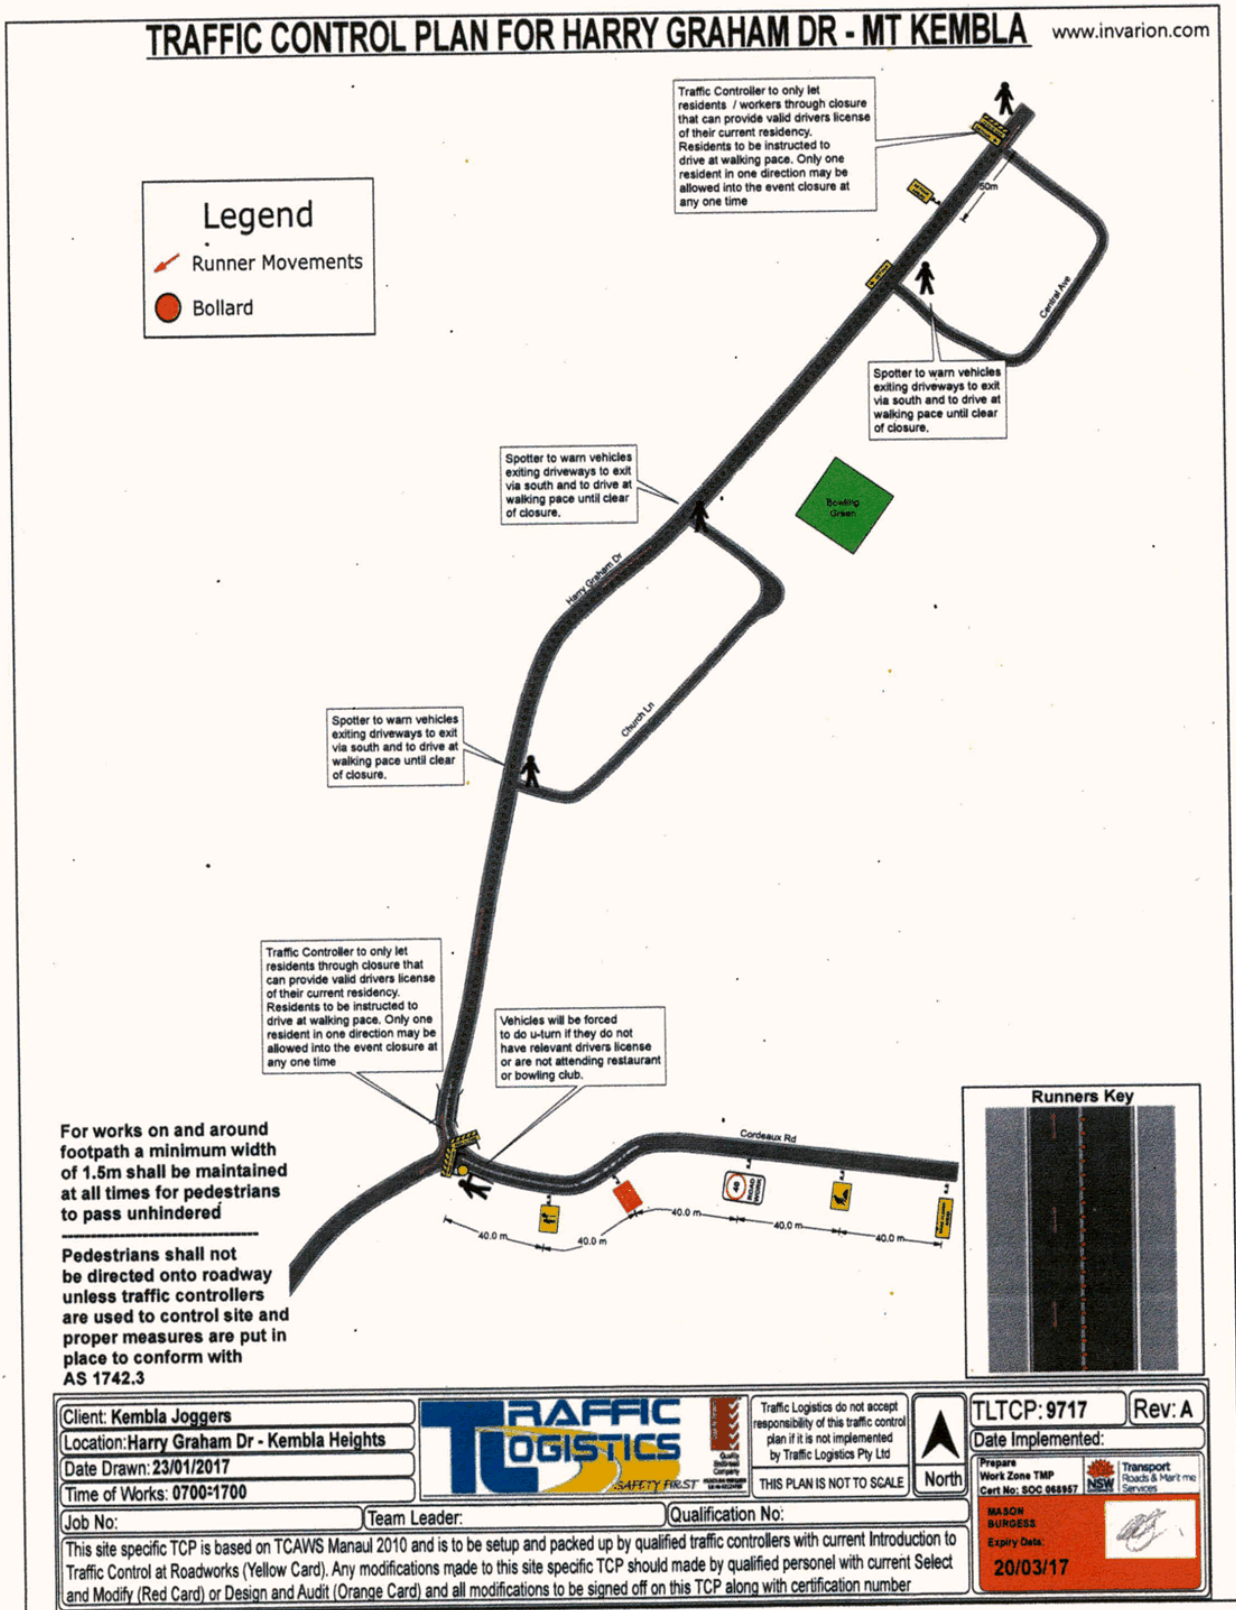 TRAFFIC CONTROL PLAN FOR HARRY GRAHAM DR - MT KEMBLA
www.invarion.com
Traffic Controller to only let
residents / workers through closure
that can provide valid drivers license
of their current residency.
Residents to be instructed to
drive at walking pace. Only one
resident in one direction may be
allowed into the event closure at
any one time
Legend
Runner Movements
Bollard
50m
Central Ave
Spotter to warn vehicles
exiting driveways to exit
via south and to drive at
walking pace until clear
of closure.
Spotter to warn vehicles
exiting driveways to exit
via south and to drive at
walking pace until clear
of closure.
Bowling
Green
Harry Graham Dr
Church Ln
Spotter to warn vehicles
exiting driveways to exit
via south and to drive at
walking pace until clear
of closure.
Traffic Controller to only let
residents through closure that
can provide valid drivers license
of their current residency.
Residents to be instructed to
drive at walking pace. Only one
resident in one direction may be
allowed into the event closure at
any one time
Vehicles will be forced
to do u-turn if they do not
have relevant drivers license
or are not attending restaurant
or bowling club.
Cordeaux Rd
40
ROAD
WORK
40.0 m
40.0 m
40.0 m
40.0 m
40.0 m
Runners Key
For works on and around
footpath a minimum width
of 1.5m shall be maintained
at all times for pedestrians
to pass unhindered
Pedestrians shall not
be directed onto roadway
unless traffic controllers
are used to control site and
proper measures are put in
place to conform with
AS 1742.3
Client: Kembla Joggers
Location:Harry Graham Dr - Kembla Heights
Date Drawn: 23/01/2017
Time of Works: 0700-1700
TRAFFIC
LOGISTICS
SAFETY FIRST
Quality
Endorsed
Company
Traffic Logistics do not accept
responsibility of this traffic control
plan if it is not implemented
by Traffic Logistics Pty Ltd
THIS PLAN IS NOT TO SCALE
North
TLTCP: 9717
Rev: A
Date Implemented:
Prepare
Work Zone TMP
Cert No: SOC 068957
NSW
Transport
Roads & Maritime
Services
MASON
BURGESS
Expiry Date:
20/03/17
Job No:
Team Leader:
Qualification No:
This site specific TCP is based on TCAWS Manaul 2010 and is to be setup and packed up by qualified traffic controllers with current Introduction to
Traffic Control at Roadworks (Yellow Card). Any modifications made to this site specific TCP should made by qualified personel with current Select
and Modify (Red Card) or Design and Audit (Orange Card) and all modifications to be signed off on this TCP along with certification number